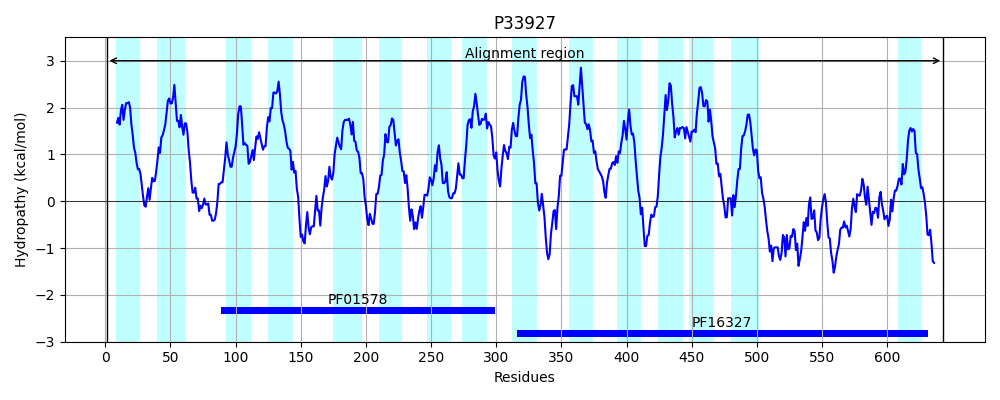 P33927
Alignment region
3
2
1
0
−1
−2
−3
Hydropathy (kcal/mol)
PF01578
PF16327
0 50 100 150 200 250 300 350 400 450 500 550 600
Residues